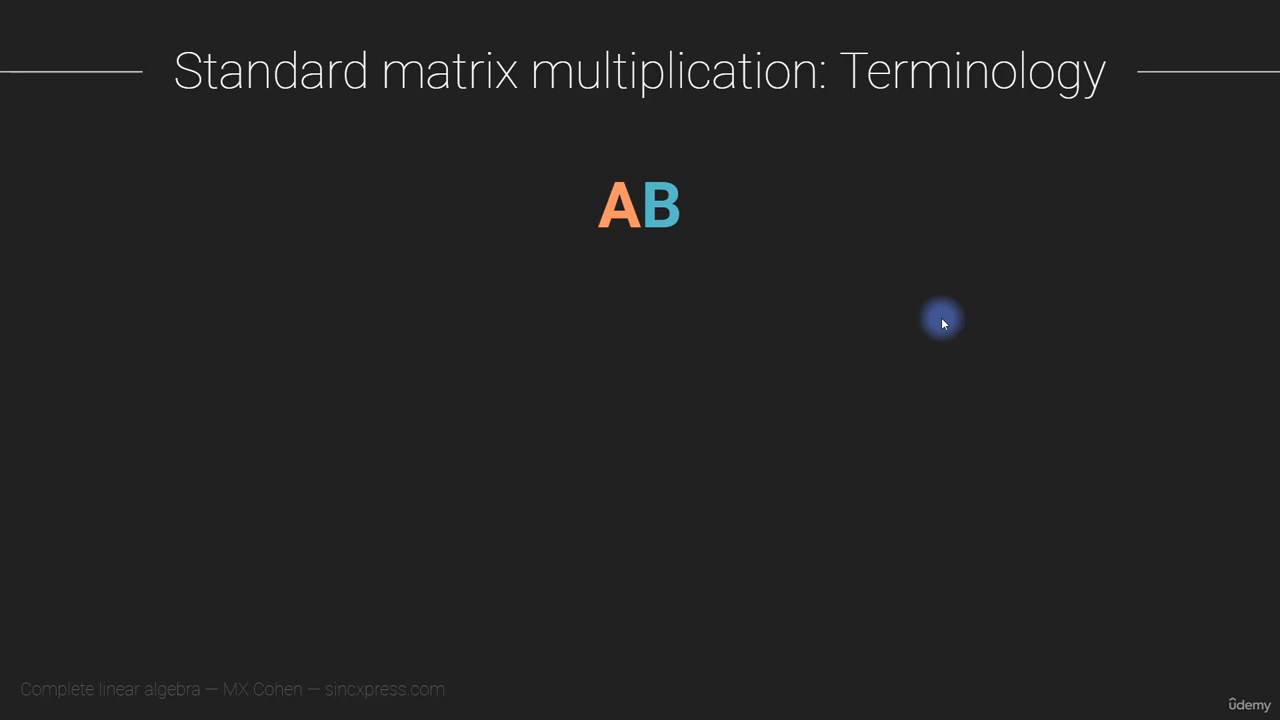 Standard matrix multiplication: Terminology
AB
Complete linear algebra — MX Cohen — sincxpress.com
ûdemy